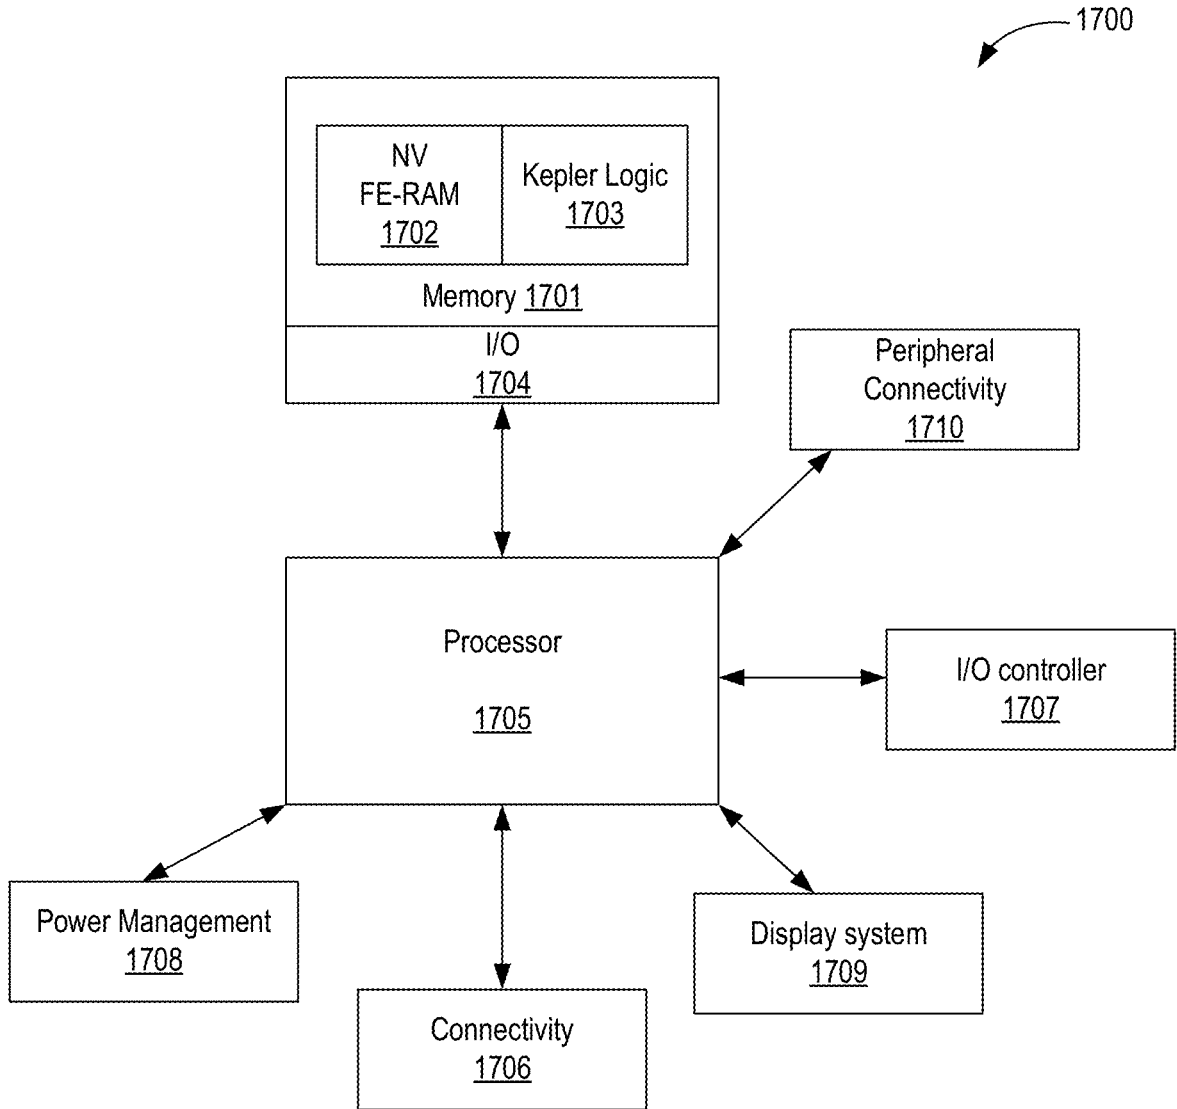 1700
NV
FE-RAM
1702
Kepler Logic
1703
Memory 1701
I/O
1704
Peripheral
Connectivity
1710
Processor
1705
I/O controller
1707
Power Management
1708
Display system
1709
Connectivity
1706